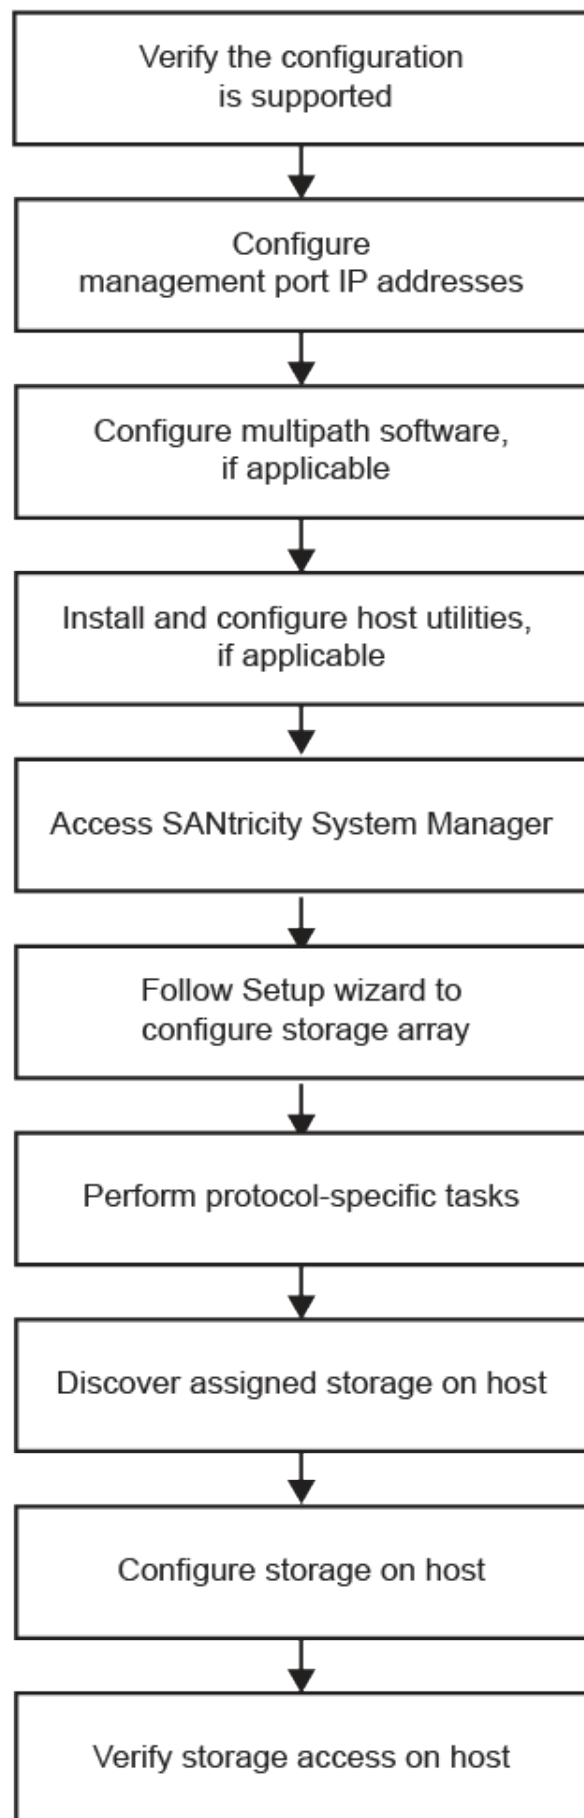 Verify the configuration
is supported
Configure
management port IP addresses
Configure multipath software,
if applicable
Install and configure host utilities,
if applicable
Access SANtricity System Manager
Follow Setup wizard to
configure storage array
Perform protocol-specific tasks
Discover assigned storage on host
Configure storage on host
Verify storage access on host